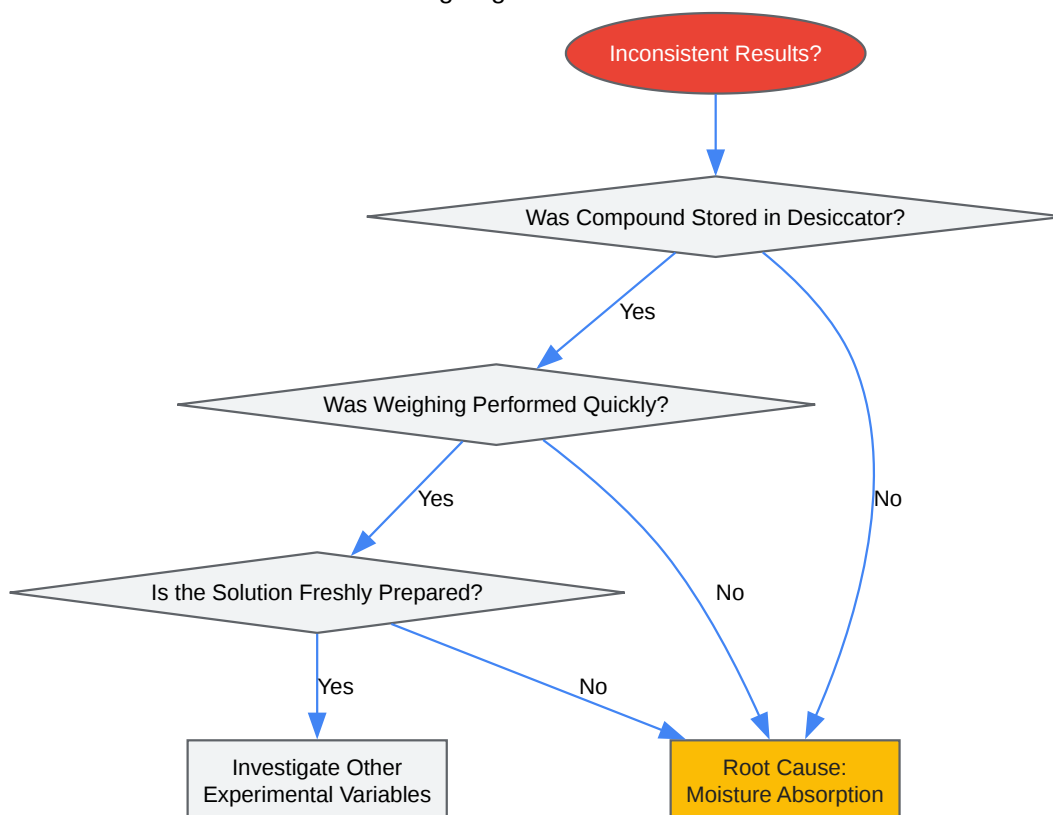 Inconsistent Results?
Was Compound Stored in Desiccator?
Yes
Was Weighing Performed Quickly?
Yes
No
Is the Solution Freshly Prepared?
No
Yes
No
Investigate Other
Experimental Variables
Root Cause:
Moisture Absorption